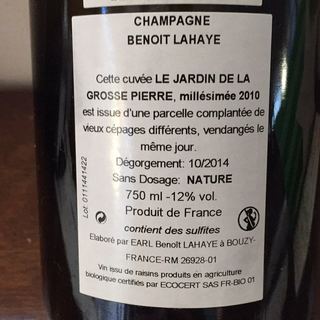 CHAMPAGNE
BENOIT LAHAYE
Cette cuvée LE JARDIN DE LA
GROSSE PIERRE, millésimée 2010
est issue d'une parcelle complantée de
vieux cépages différents, vendangés le
même jour.
Dégorgement: 10/2014
Sans Dosage: NATURE
750 ml -12% vol.
Produit de France
contient des sulfites
Elaboré par EARL Benoît LAHAYE à BOUZY-
FRANCE-RM 26928-01
Vin issu de raisins produits en agriculture
biologique certifiés par ECOCERT SAS FR-BIO 01
Lot: 0111441422